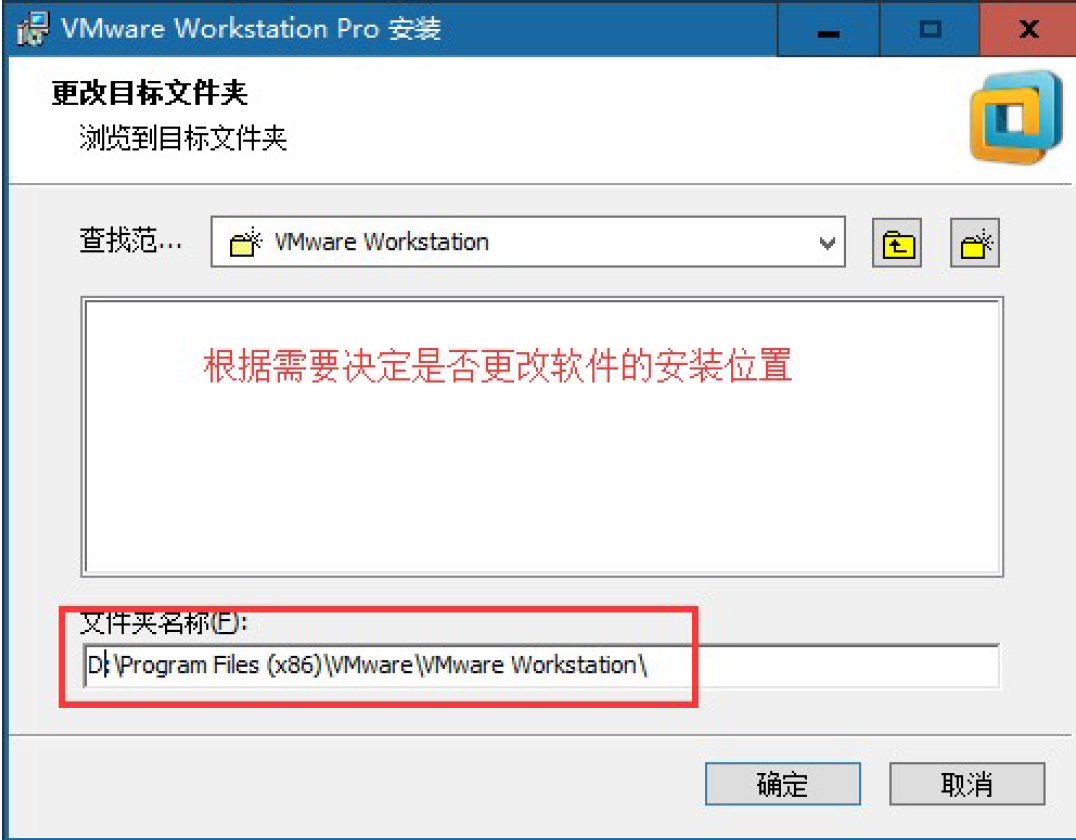 VMware Workstation Pro 安装
更改目标文件夹
浏览到目标文件夹
查找范... VMware Workstation
根据需要决定是否更改软件的安装位置
文件夹名称(F):
D:\Program Files (x86)\VMware\VMware Workstation\
确定 取消